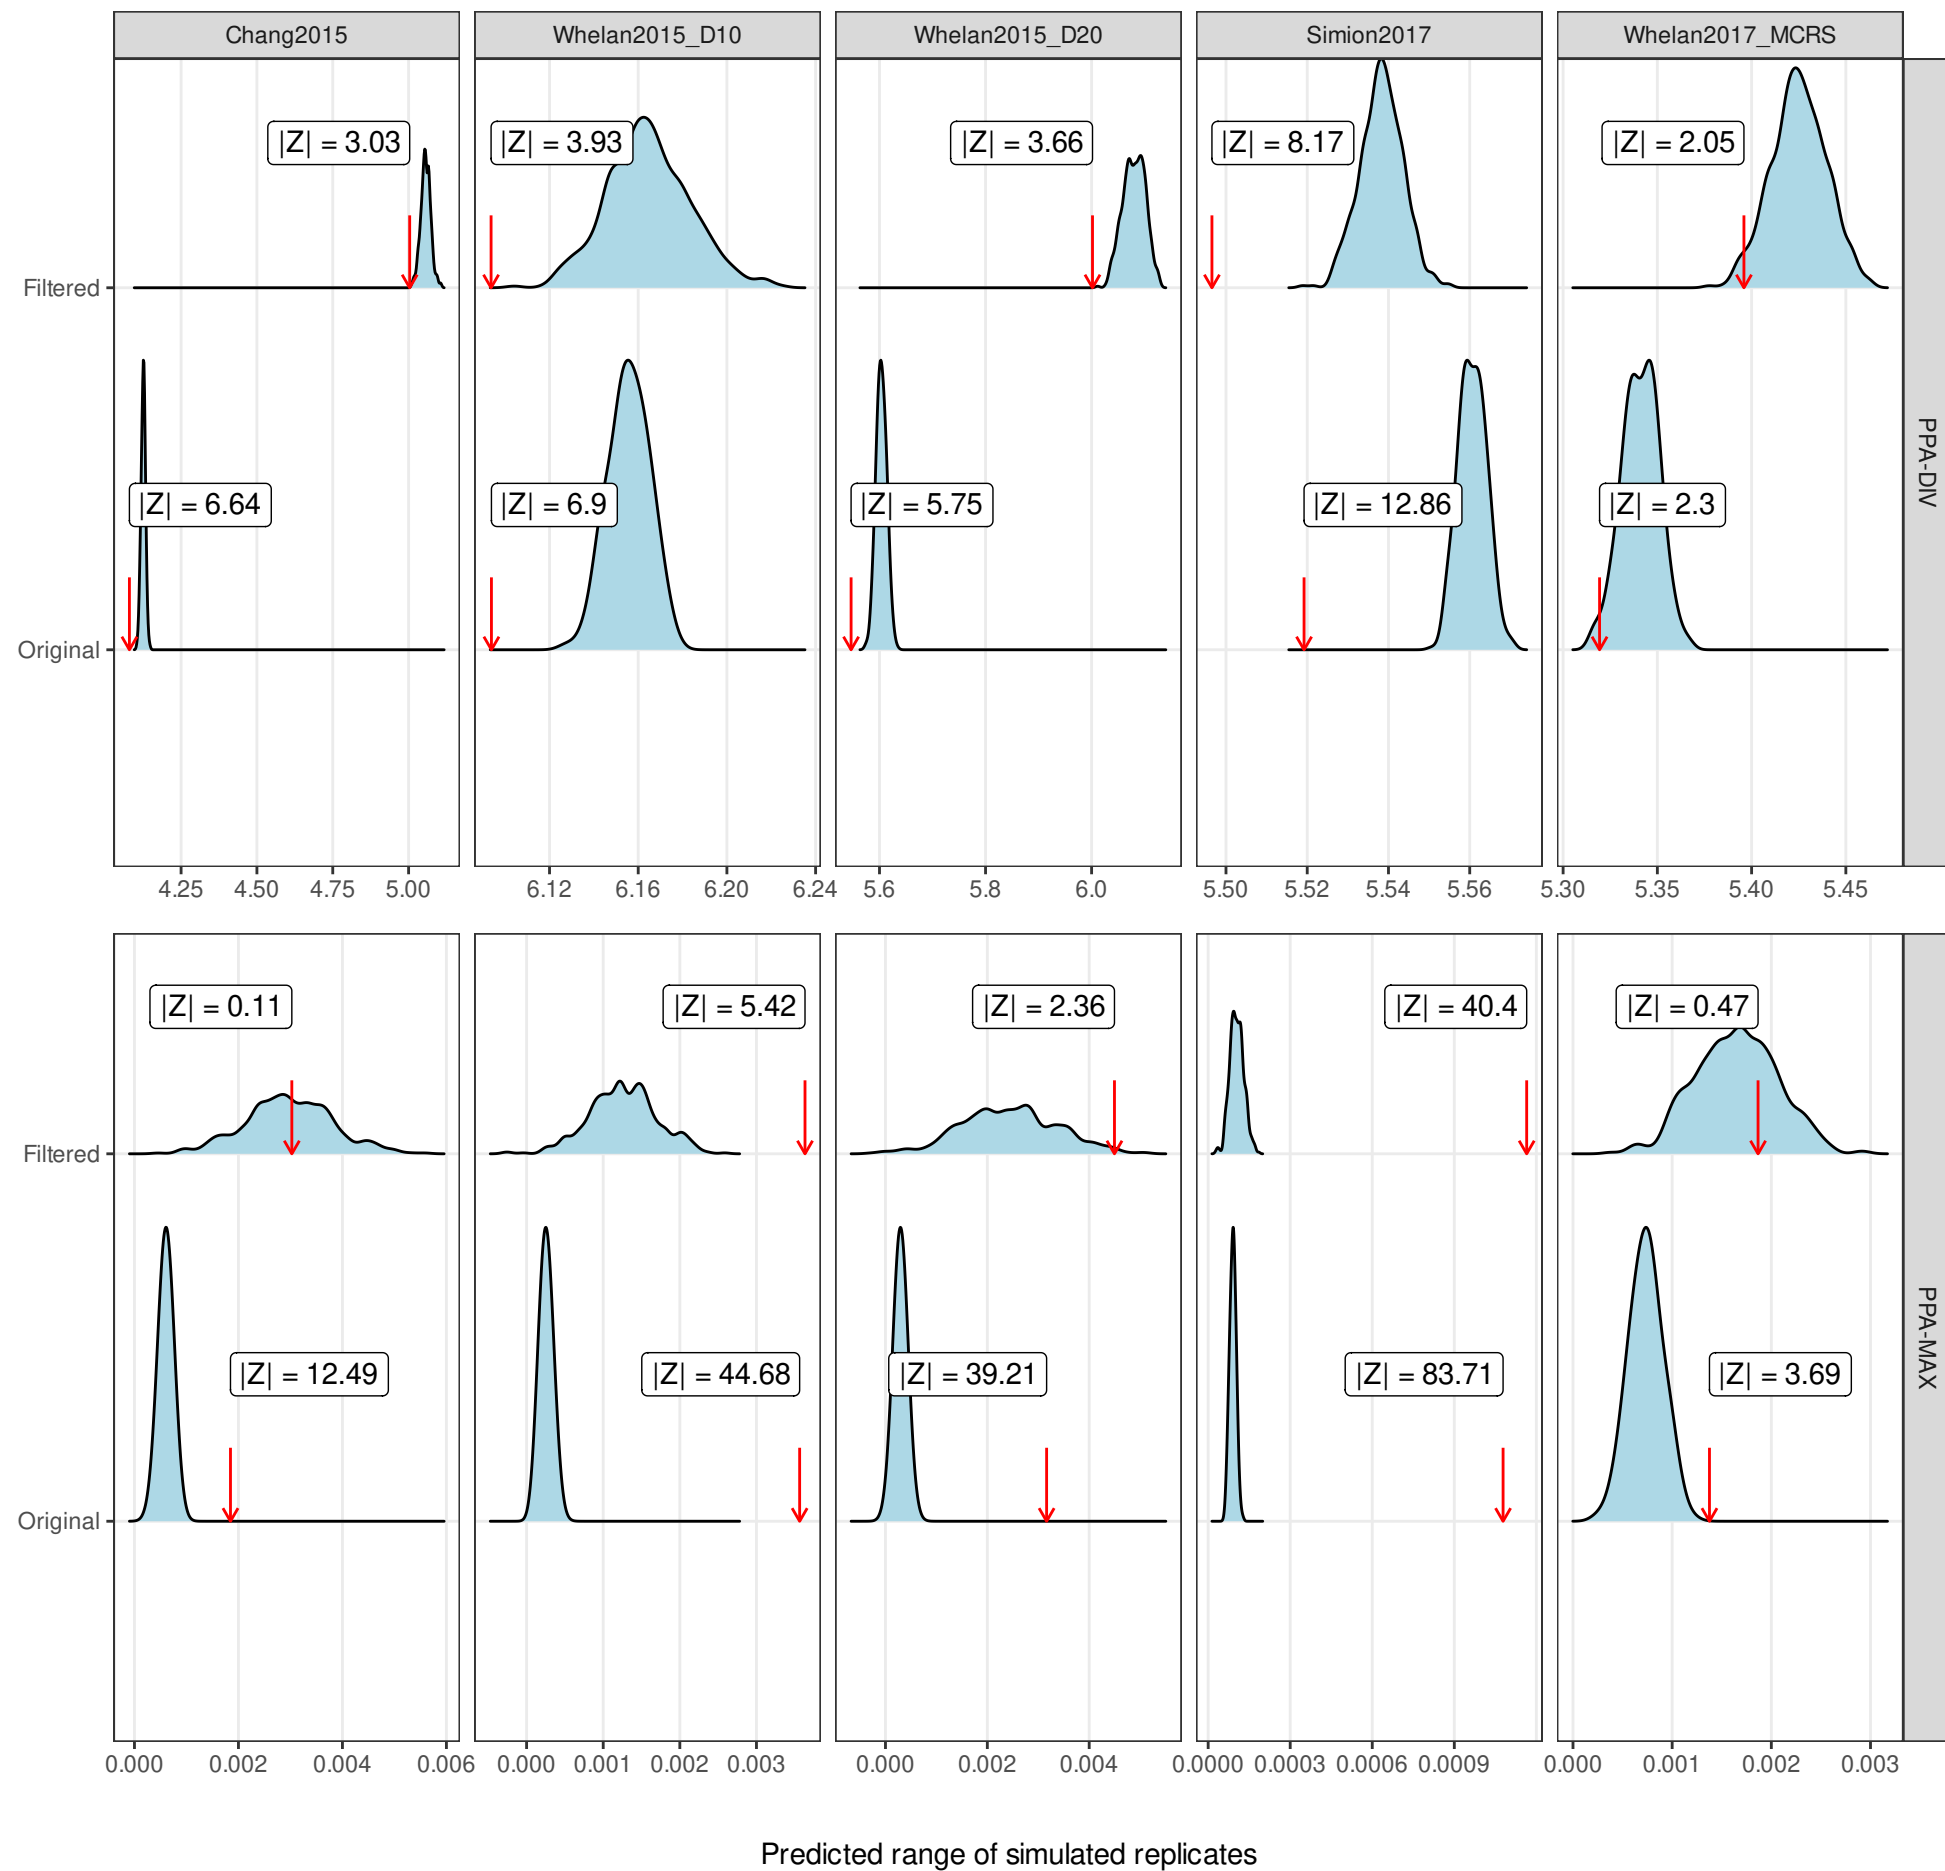 Chang2015 Whelan2015_D10 Whelan2015_D20 Simion2017 Whelan2017_MCRS
|Z| = 3.03 |Z| = 3.93 |Z| = 3.66 |Z| = 8.17 |Z| = 2.05
Filtered
PPA-DIV
|Z| = 6.64 |Z| = 6.9 |Z| = 5.75 |Z| = 12.86 |Z| = 2.3
Original
4.25 4.50 4.75 5.00 6.12 6.16 6.20 6.24 5.6 5.8 6.0 5.50 5.52 5.54 5.56 5.30 5.35 5.40 5.45
|Z| = 0.11 |Z| = 5.42 |Z| = 2.36 |Z| = 40.4 |Z| = 0.47
Filtered
PPA-MAX
|Z| = 12.49 |Z| = 44.68 |Z| = 39.21 |Z| = 83.71 |Z| = 3.69
Original
0.000 0.002 0.004 0.006 0.000 0.001 0.002 0.003 0.000 0.002 0.004 0.0000 0.0003 0.0006 0.0009 0.000 0.001 0.002 0.003
Predicted range of simulated replicates